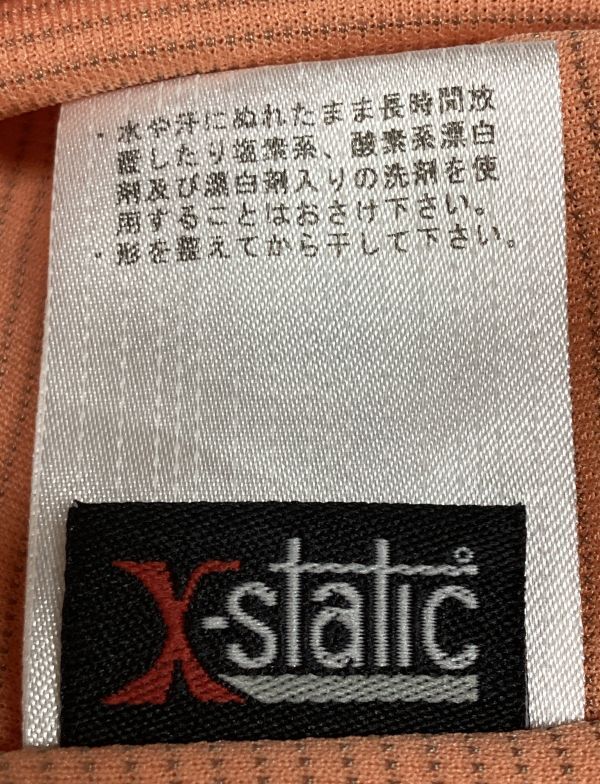 ・水や汗にぬれたまま長時間放
置したり塩素系、酸素系漂白
剤及び漂白剤入りの洗剤を使
用することはおさけ下さい。
・形を整えてから干して下さい。
X-static